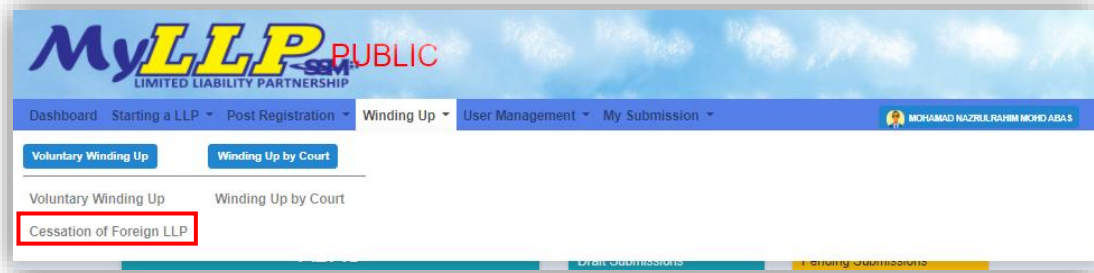 MyLLP
SSM
PUBLIC
LIMITED LIABILITY PARTNERSHIP
Dashboard Starting a LLP Post Registration Winding Up User Management My Submission MOHAMAD NAZRULRAHIM MOHD ABAS
Voluntary Winding Up Winding Up by Court
Voluntary Winding Up Winding Up by Court
Cessation of Foreign LLP
Draft Submissions Pending Submissions